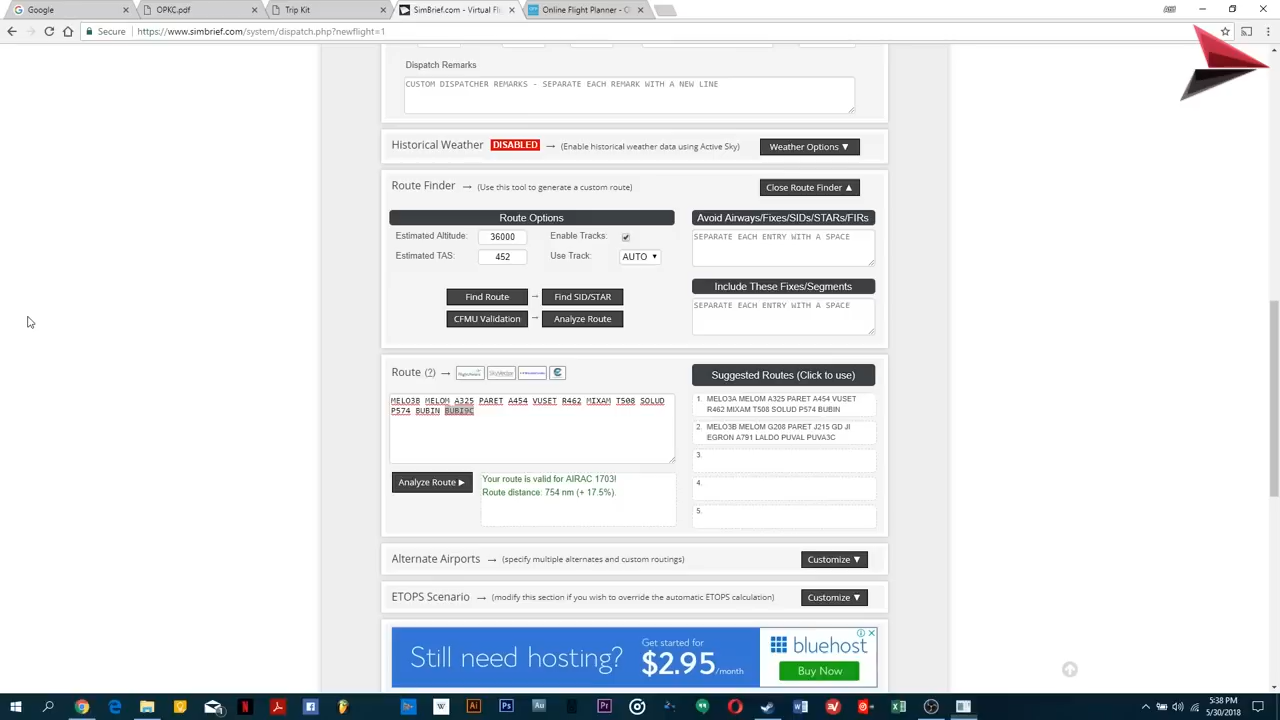 Google
OPKC.pdf
Trip Kit
SimBrief.com - Virtual Fli
Online Flight Planner - C
Secure
https://www.simbrief.com/system/dispatch.php?newflight=1
Dispatch Remarks
CUSTOM DISPATCHER REMARKS - SEPARATE EACH REMARK WITH A NEW LINE
Historical Weather DISABLED → (Enable historical weather data using Active Sky)
Weather Options ▼
Route Finder → (Use this tool to generate a custom route)
Close Route Finder ▲
Route Options
Avoid Airways/Fixes/SIDs/STARs/FIRs
Estimated Altitude: 36000 Enable Tracks:
SEPARATE EACH ENTRY WITH A SPACE
Estimated TAS: 452 Use Track: AUTO ▼
Include These Fixes/Segments
Find Route → Find SID/STAR
SEPARATE EACH ENTRY WITH A SPACE
CFMU Validation → Analyze Route
Route (?) →
Suggested Routes (Click to use)
MELO3B MELOM A325 PARET A454 VUSET R462 MIXAM T508 SOLUD
P574 BUBIN BUBI9C
1. MELO3A MELOM A325 PARET A454 VUSET
R462 MIXAM T508 SOLUD P574 BUBIN
2. MELO3B MELOM G208 PARET J215 GD JI
EGRON A791 LALDO PUVAL PUVA3C
3.
4.
5.
Analyze Route ▶
Your route is valid for AIRAC 1703!
Route distance: 754 nm (+ 17.5%).
Alternate Airports → (specify multiple alternates and custom routings)
Customize ▼
ETOPS Scenario → (modify this section if you wish to override the automatic ETOPS calculation)
Customize ▼
Still need hosting?
Get started for
$2.95/month
bluehost
Buy Now
5:38 PM
5/30/2018